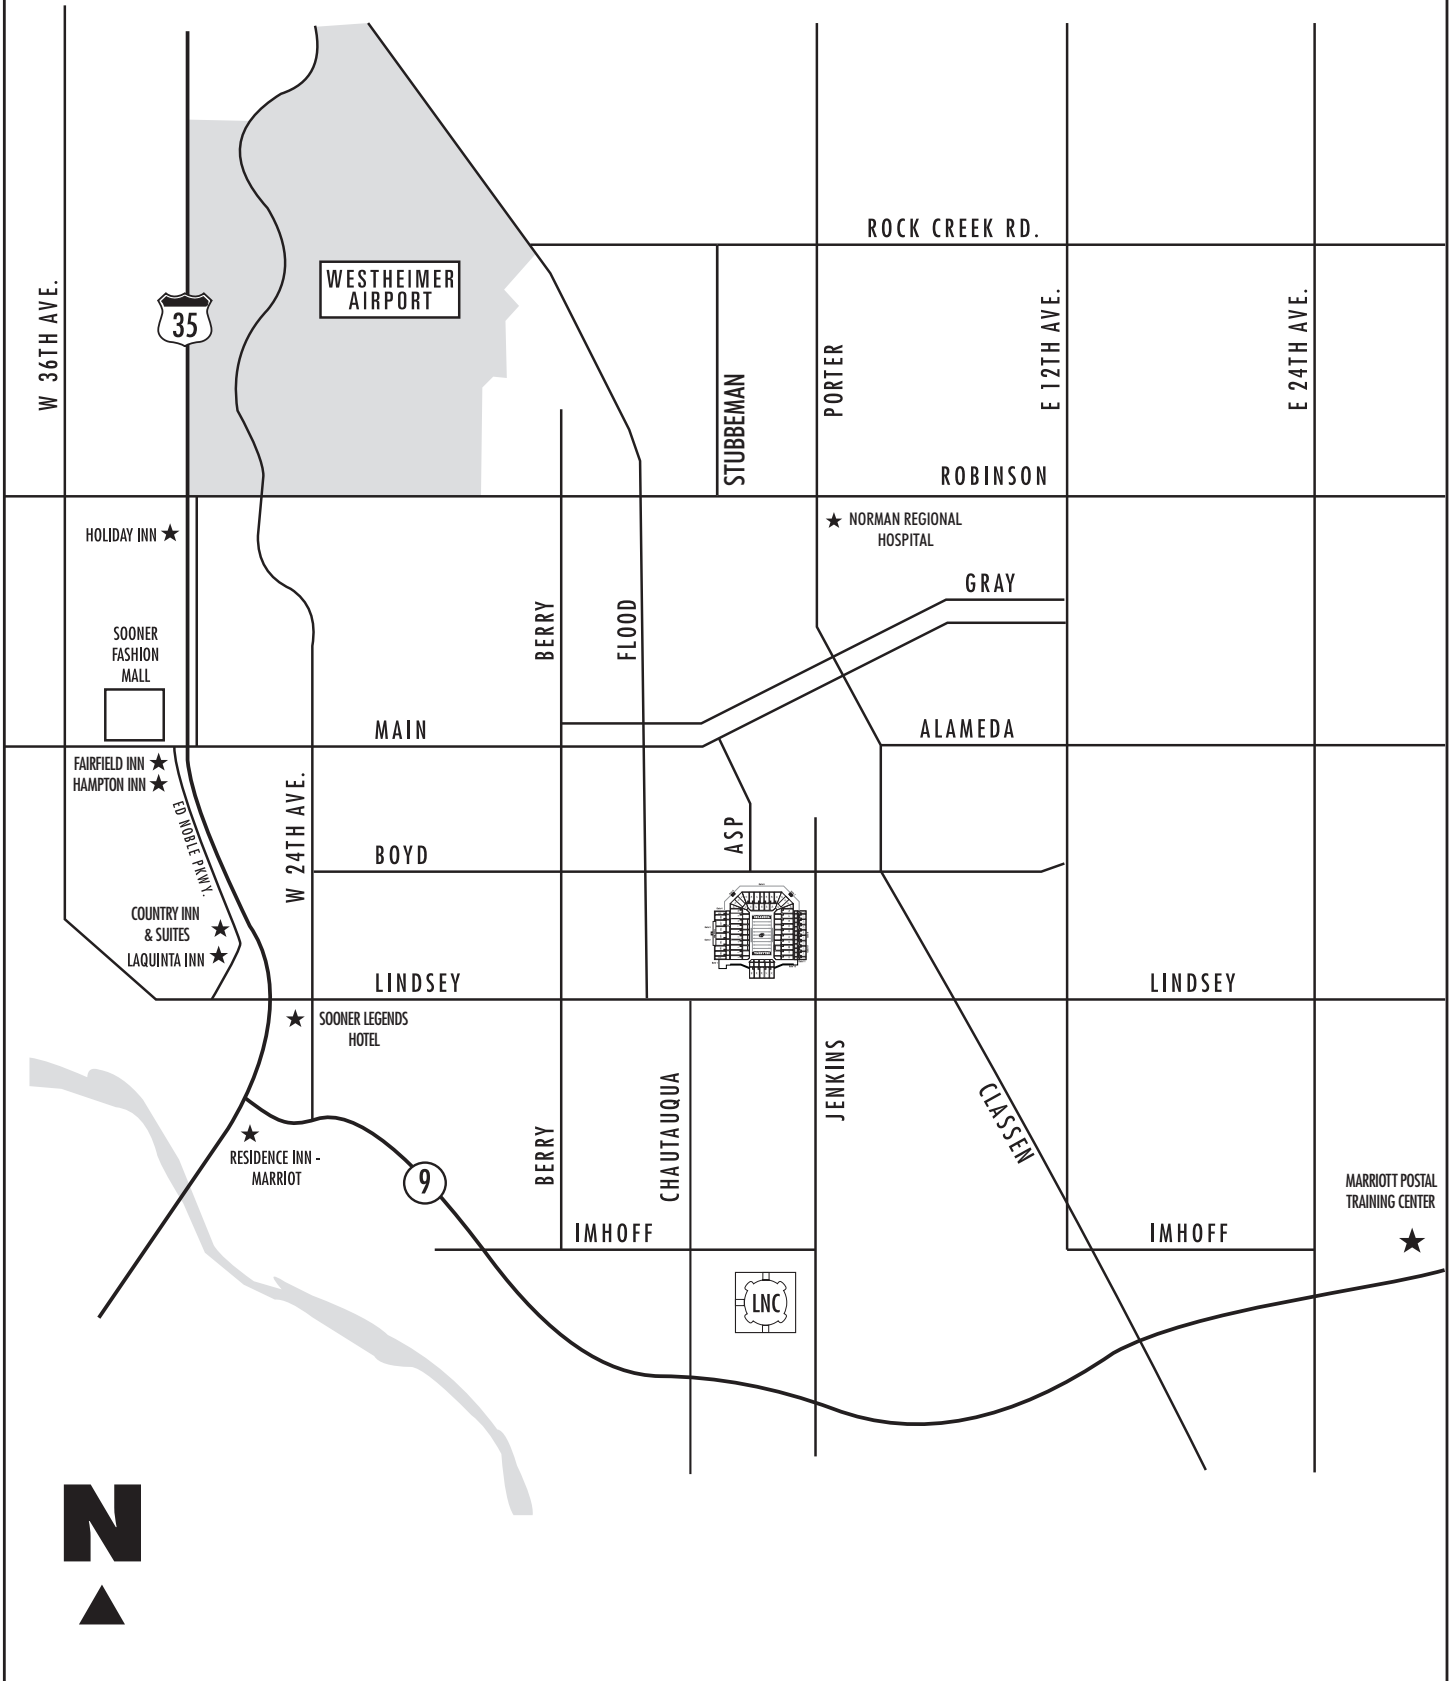 ROCK CREEK RD.
WESTHEIMER
AIRPORT
W 36TH AVE.
35
E 12TH AVE.
E 24TH AVE.
PORTER
STUBBEMAN
ROBINSON
HOLIDAY INN
NORMAN REGIONAL
HOSPITAL
GRAY
BERRY
FLOOD
SOONER
FASHION
MALL
MAIN
ALAMEDA
FAIRFIELD INN
HAMPTON INN
ED NOBLE PKWY.
W 24TH AVE.
ASP
BOYD
COUNTRY INN
& SUITES
LAQUINTA INN
LINDSEY
LINDSEY
SOONER LEGENDS
HOTEL
JENKINS
CHAUTAUQUA
CLASSEN
BERRY
RESIDENCE INN -
MARRIOT
9
MARRIOTT POSTAL
TRAINING CENTER
IMHOFF
IMHOFF
LNC
N